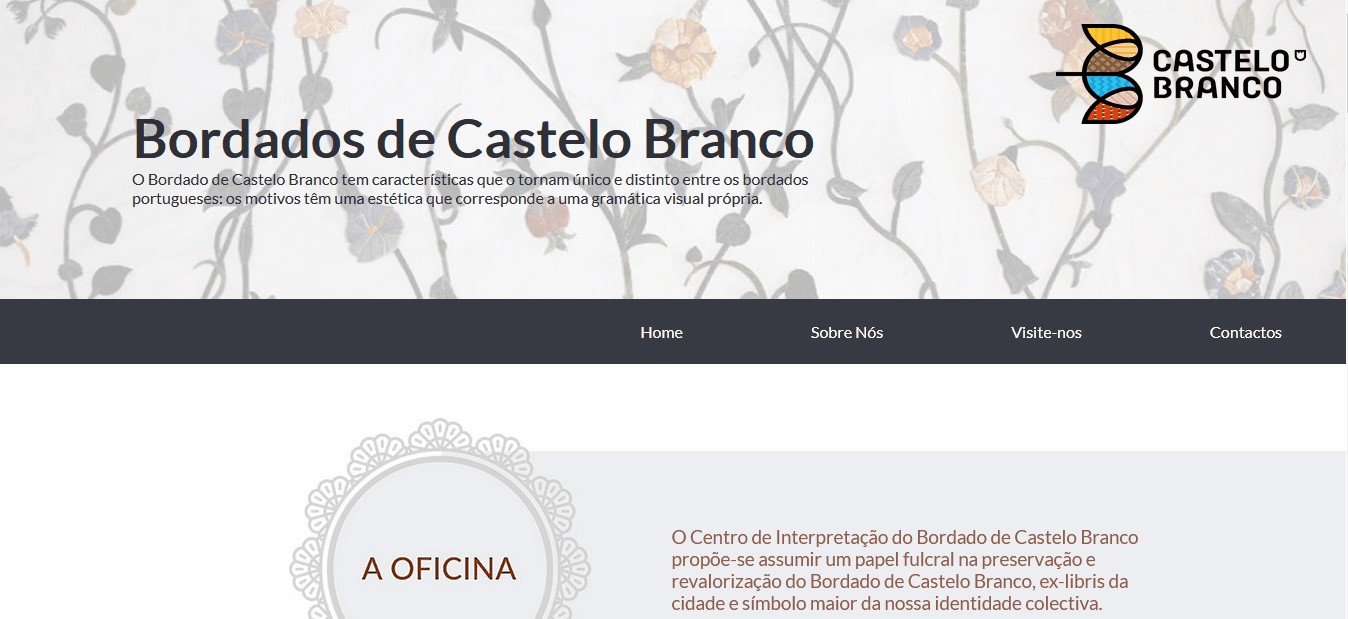 CASTELO
BRANCO
Bordados de Castelo Branco
O Bordado de Castelo Branco tem características que o tornam único e distinto entre os bordados
portugueses: os motivos têm uma estética que corresponde a uma gramática visual própria.
Home Sobre Nós Visite-nos Contactos
A OFICINA
O Centro de Interpretação do Bordado de Castelo Branco
propõe-se assumir um papel fulcral na preservação e
revalorização do Bordado de Castelo Branco, ex-libris da
cidade e símbolo maior da nossa identidade colectiva.